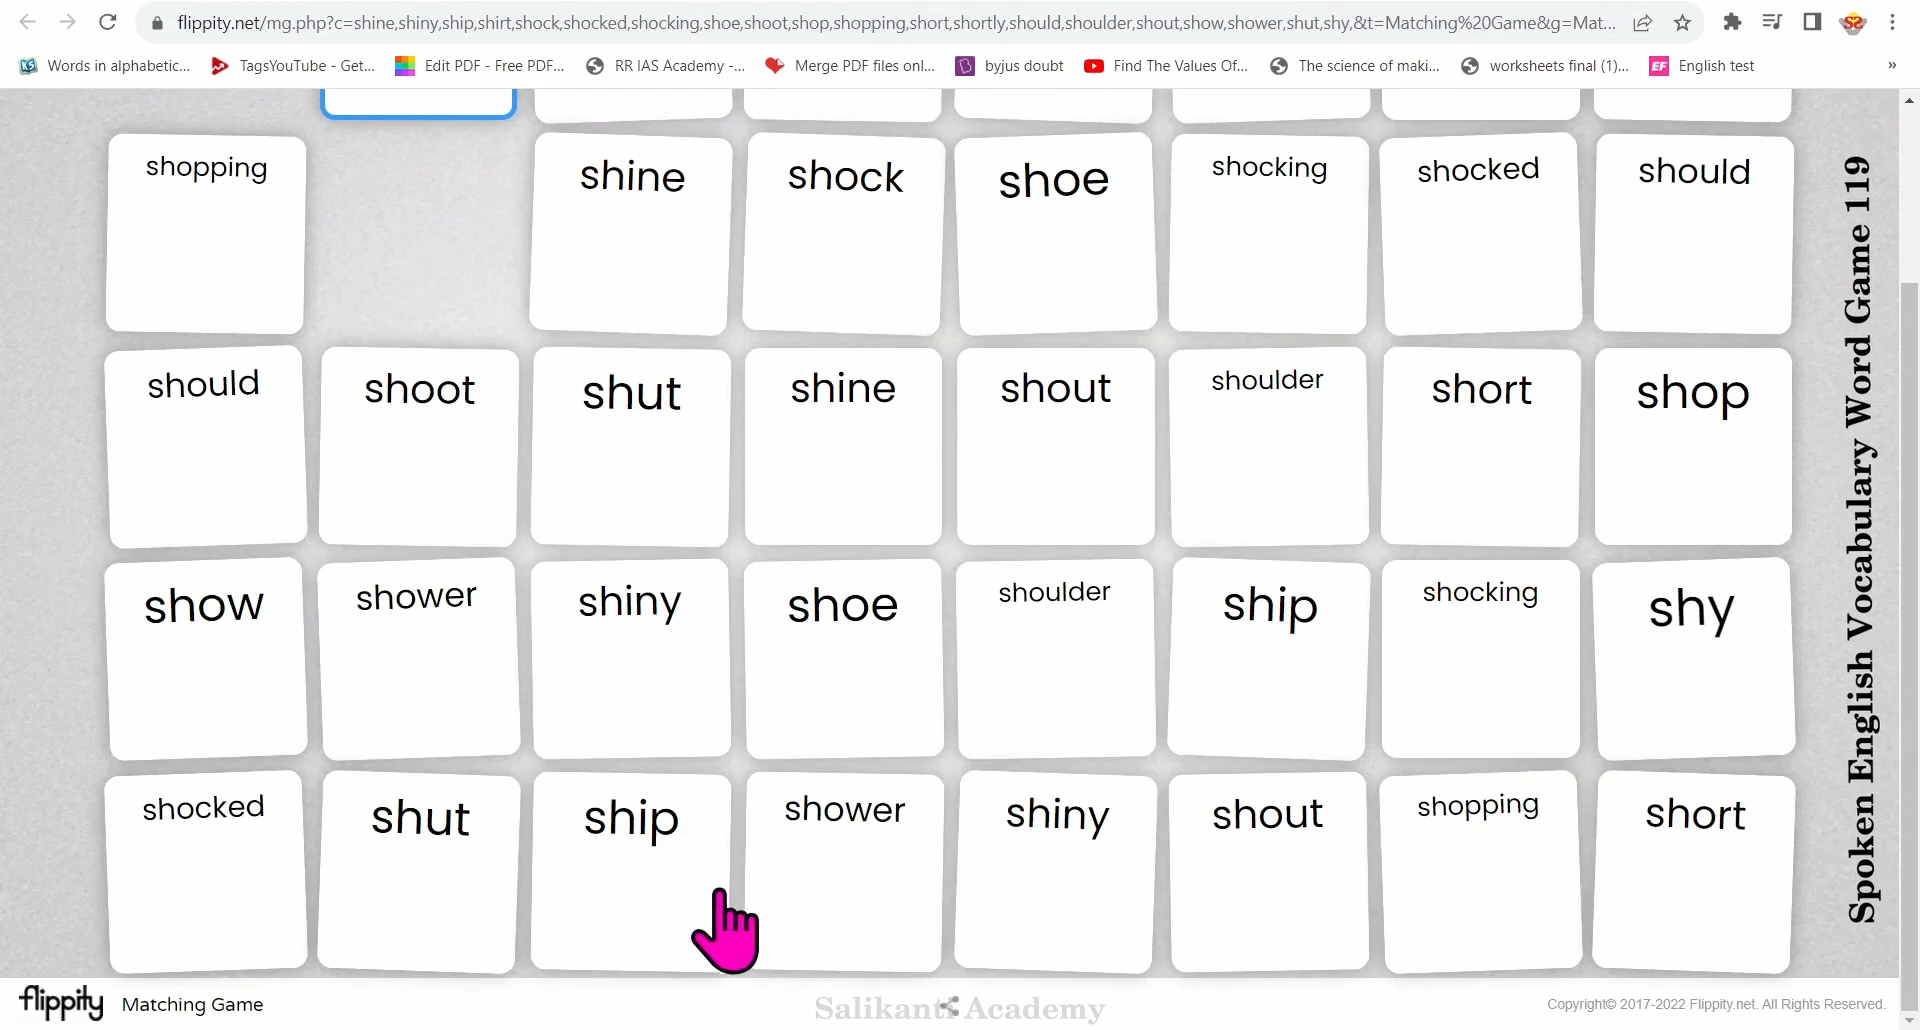 flippity.net/mg.php?c=shine,shiny,ship,shirt,shock,shocked,shocking,shoe,shoot,shop,shopping,short,shortly,should,shoulder,shout,show,shower,shut,shy,&t=Matching%20Game&g=Mat...
Words in alphabetic... TagsYouTube - Get... Edit PDF - Free PDF... RR IAS Academy -... Merge PDF files onl... byjus doubt Find The Values Of... The science of maki... worksheets final (1)... EF English test »
shopping shine shock shoe shocking shocked should
should shoot shut shine shout shoulder short shop
show shower shiny shoe shoulder ship shocking shy
shocked shut ship shower shiny shout shopping short
Spoken English Vocabulary Word Game 119
flippity Matching Game Salikanti Academy Copyright© 2017-2022 Flippity.net. All Rights Reserved.